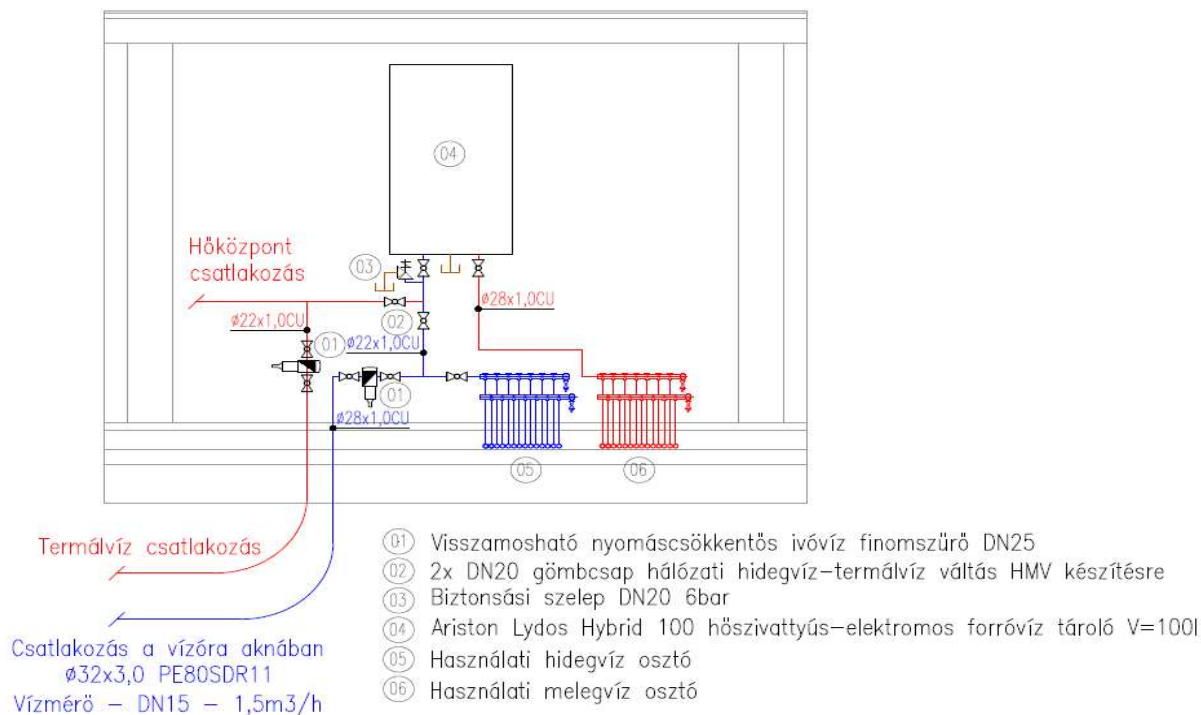 04
Hőközpont
csatlakozás
03
ø28x1,0CU
ø22x1,0CU
02
01
ø22x1,0CU
01
ø28x1,0CU
05
06
Termálvíz csatlakozás
Csatlakozás a vízóra aknában
ø32x3,0 PE80SDR11
Vízmérő – DN15 – 1,5m3/h
01 Visszamosható nyomáscsökkentős ivóvíz finomszűrő DN25
02 2x DN20 gömbcsap hálózati hidegvíz–termálvíz váltás HMV készítésre
03 Biztonsási szelep DN20 6bar
04 Ariston Lydos Hybrid 100 hőszivattyús–elektromos forróvíz tároló V=100l
05 Használati hidegvíz osztó
06 Használati melegvíz osztó